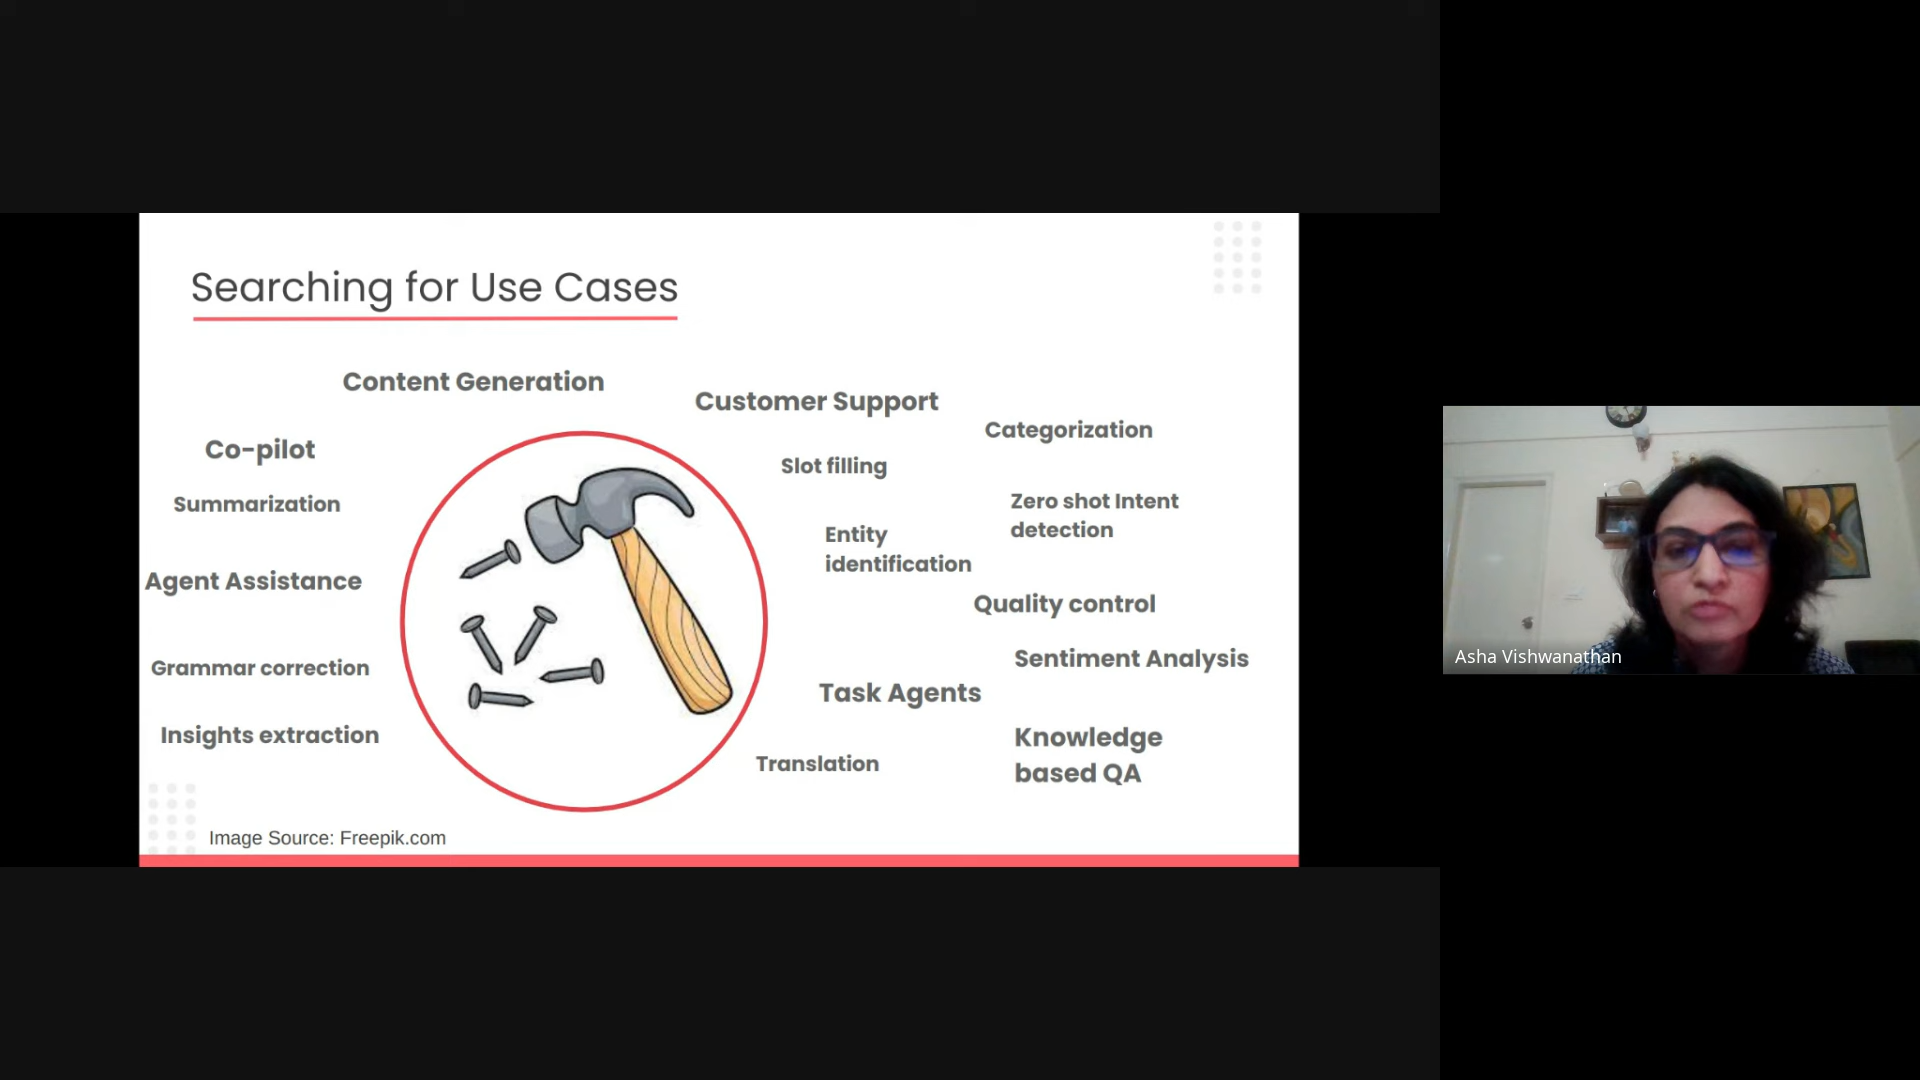 Searching for Use Cases
Content Generation
Customer Support
Categorization
Co-pilot
Slot filling
Summarization
Zero shot Intent
detection
Entity
identification
Agent Assistance
Quality control
Sentiment Analysis
Grammar correction
Task Agents
Insights extraction
Knowledge
based QA
Translation
Image Source: Freepik.com
Asha Vishwanathan